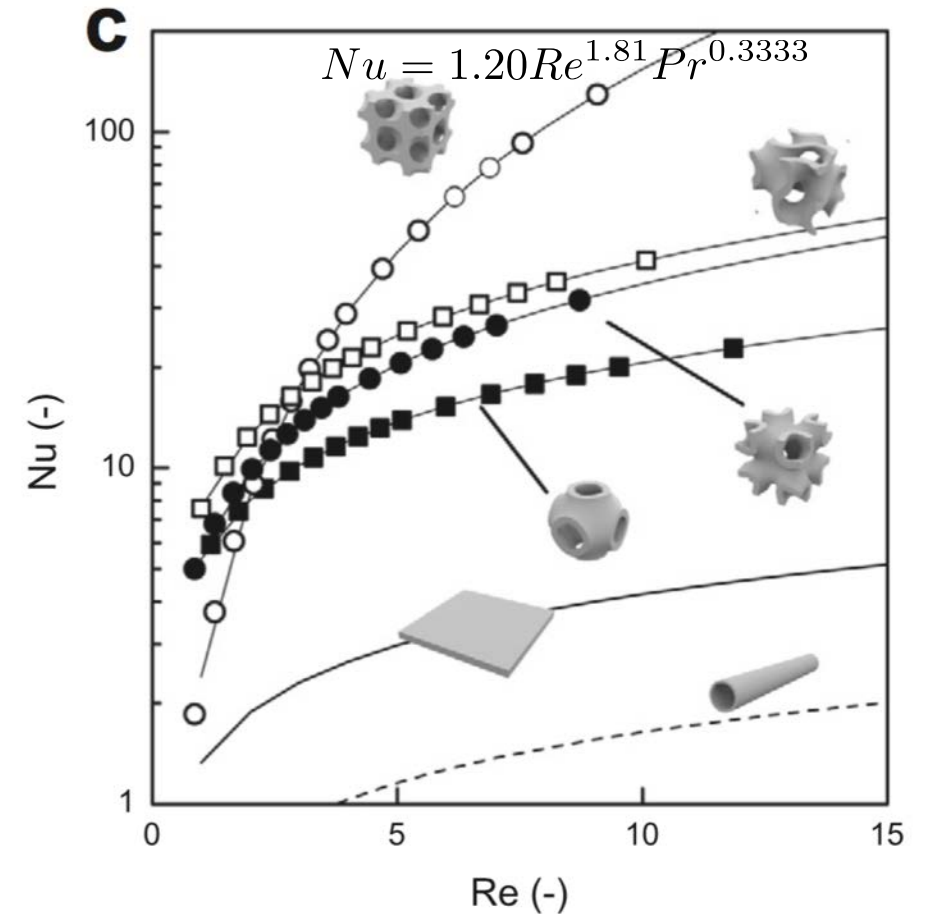 C
Nu = 1.20Re^{1.81} Pr^{0.3333}
100
10
1
Nu (-)
0 5 10 15
Re (-)